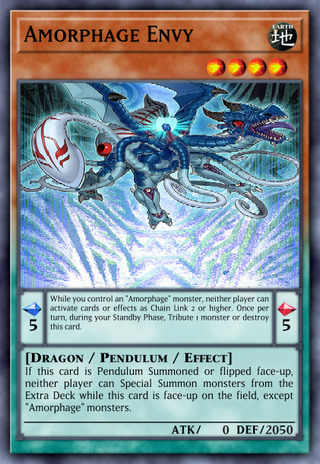 Amorphage Envy
EARTH
地
While you control an "Amorphage" monster, neither player can
activate cards or effects as Chain Link 2 or higher. Once per
turn, during your Standby Phase, Tribute 1 monster or destroy
this card.
5
5
[Dragon / Pendulum / Effect]
If this card is Pendulum Summoned or flipped face-up,
neither player can Special Summon monsters from the
Extra Deck while this card is face-up on the field, except
"Amorphage" monsters.
ATK/ 0 DEF/2050